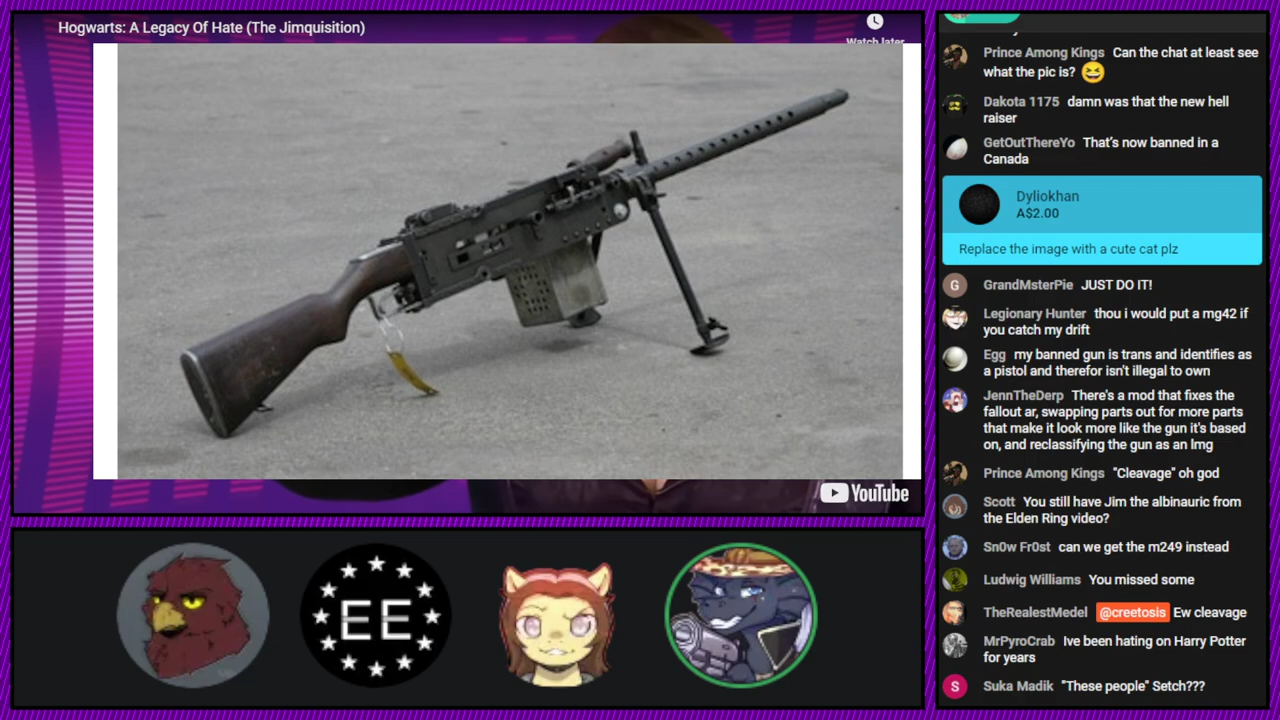 Hogwarts: A Legacy Of Hate (The Jimquisition)
Watch later
YouTube
EE
Prince Among Kings Can the chat at least see
what the pic is?
Dakota 1175 damn was that the new hell
raiser
GetOutThereYo That's now banned in a
Canada
Dyliokhan
A$2.00
Replace the image with a cute cat plz
G GrandMsterPie JUST DO IT!
Legionary Hunter thou i would put a mg42 if
you catch my drift
Egg my banned gun is trans and identifies as
a pistol and therefor isn't illegal to own
JennTheDerp There's a mod that fixes the
fallout ar, swapping parts out for more parts
that make it look more like the gun it's based
on, and reclassifying the gun as an lmg
Prince Among Kings "Cleavage" oh god
Scott You still have Jim the albinauric from
the Elden Ring video?
Sn0w Fr0st can we get the m249 instead
Ludwig Williams You missed some
TheRealestMedel @creetosis Ew cleavage
MrPyroCrab Ive been hating on Harry Potter
for years
S Suka Madik "These people" Setch???